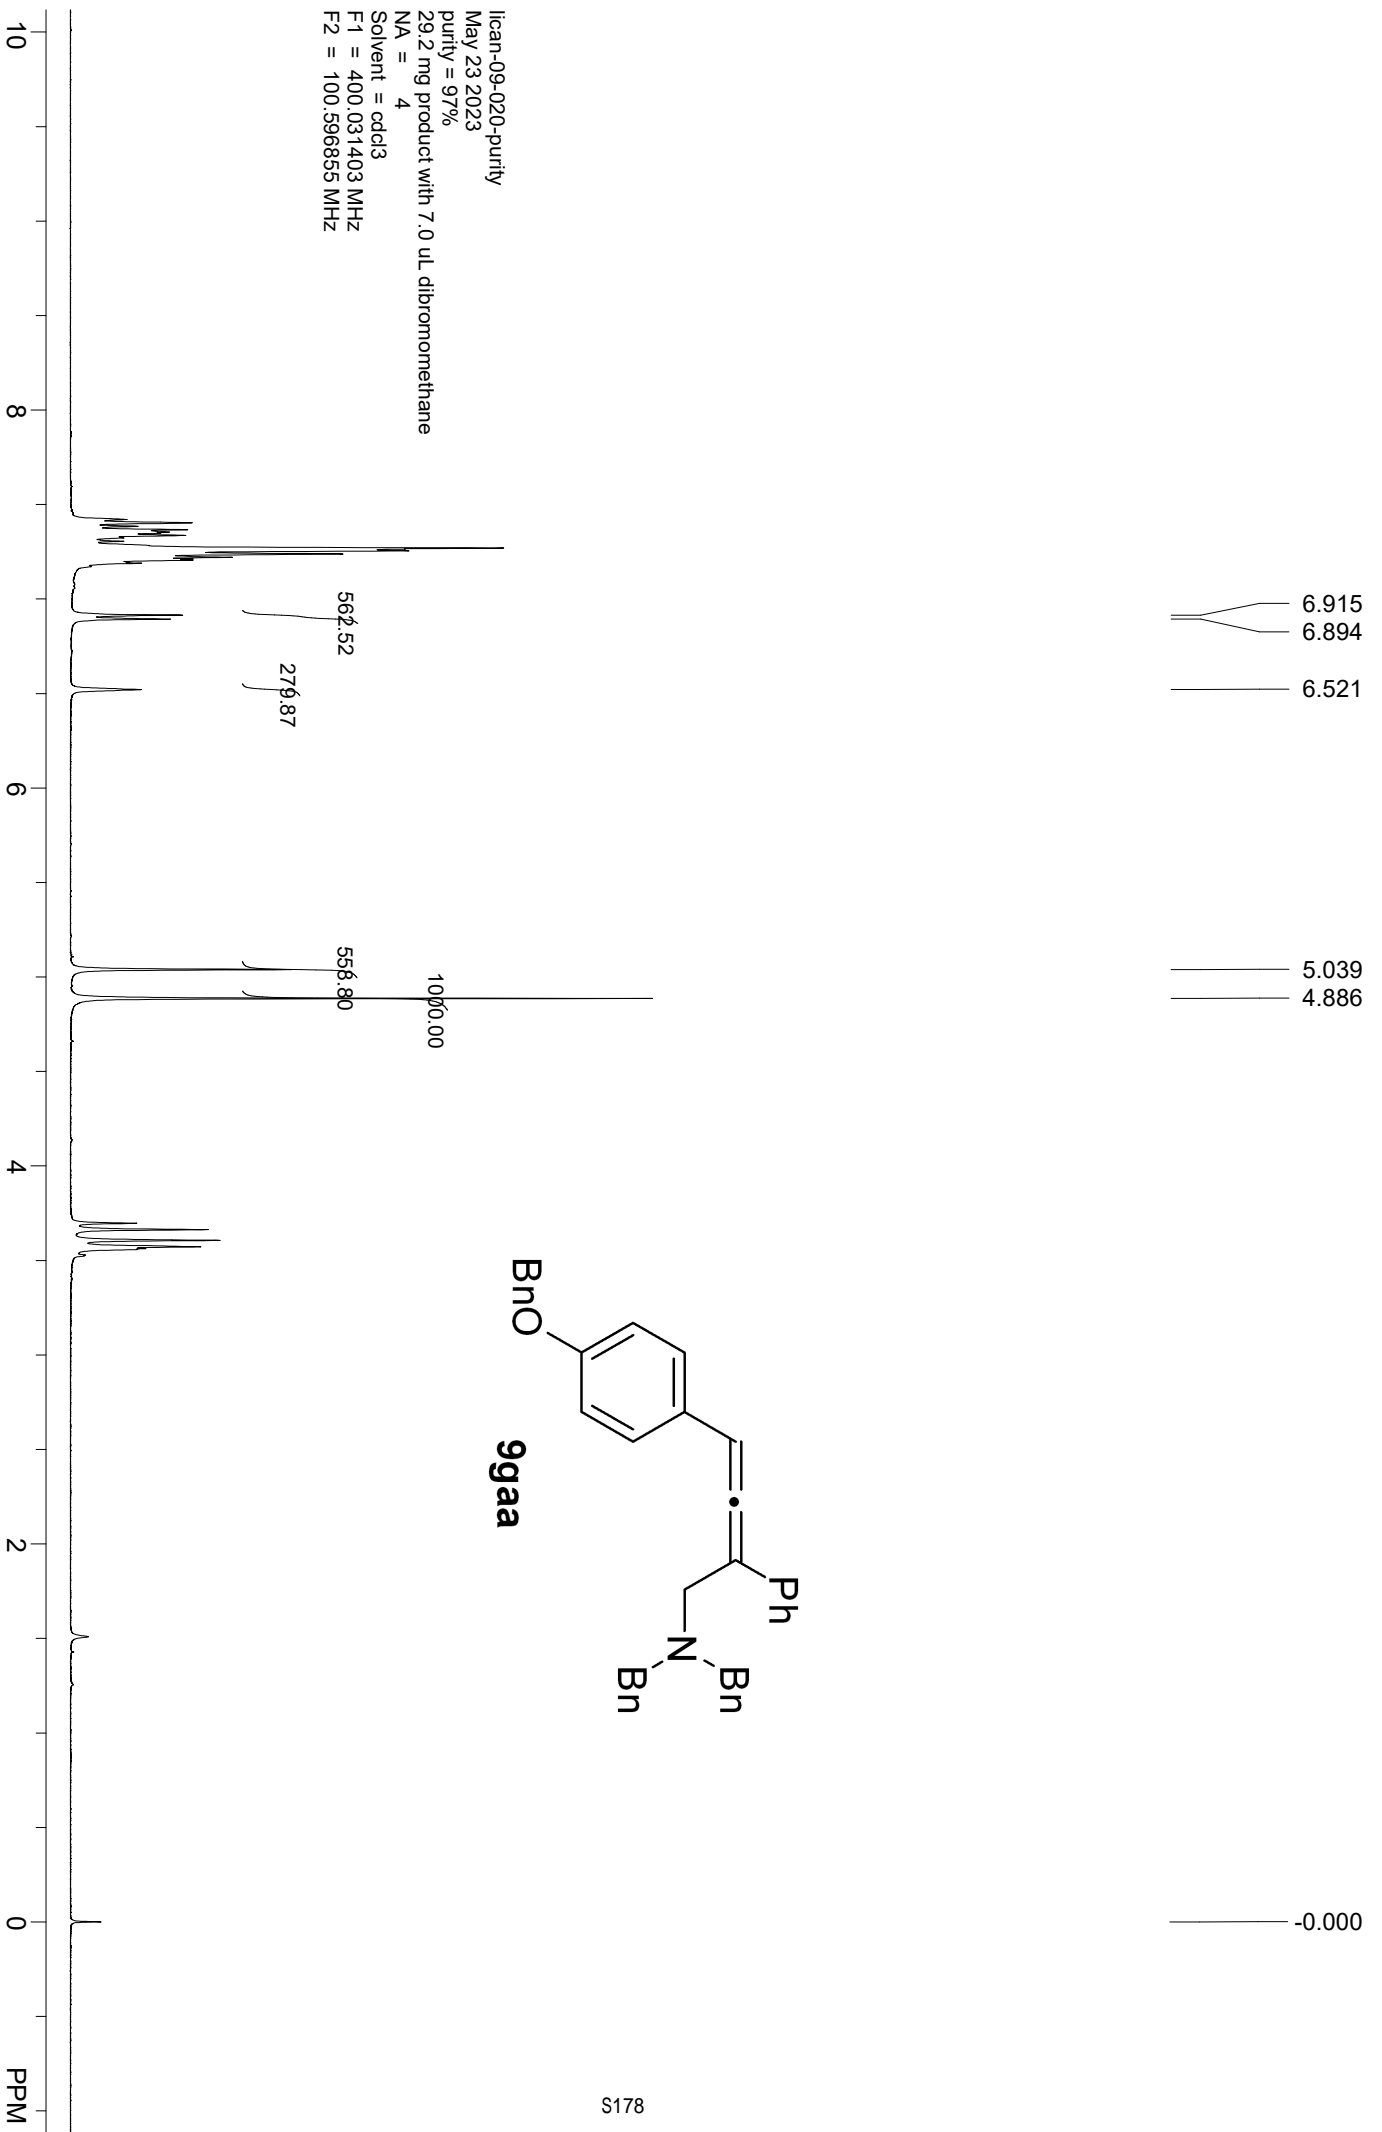 lican-09-020-purity
May 23 2023
purity = 97%
29.2 mg product with 7.0 uL dibromomethane
NA = 4
Solvent = cdcl3
F1 = 400.031403 MHz
F2 = 100.596855 MHz
6.915
6.894
6.521
5.039
4.886
-0.000
562.52
279.87
558.80
1000.00
BnO
Ph
N
Bn
Bn
9gaa
10
8
6
4
2
0
PPM
S178